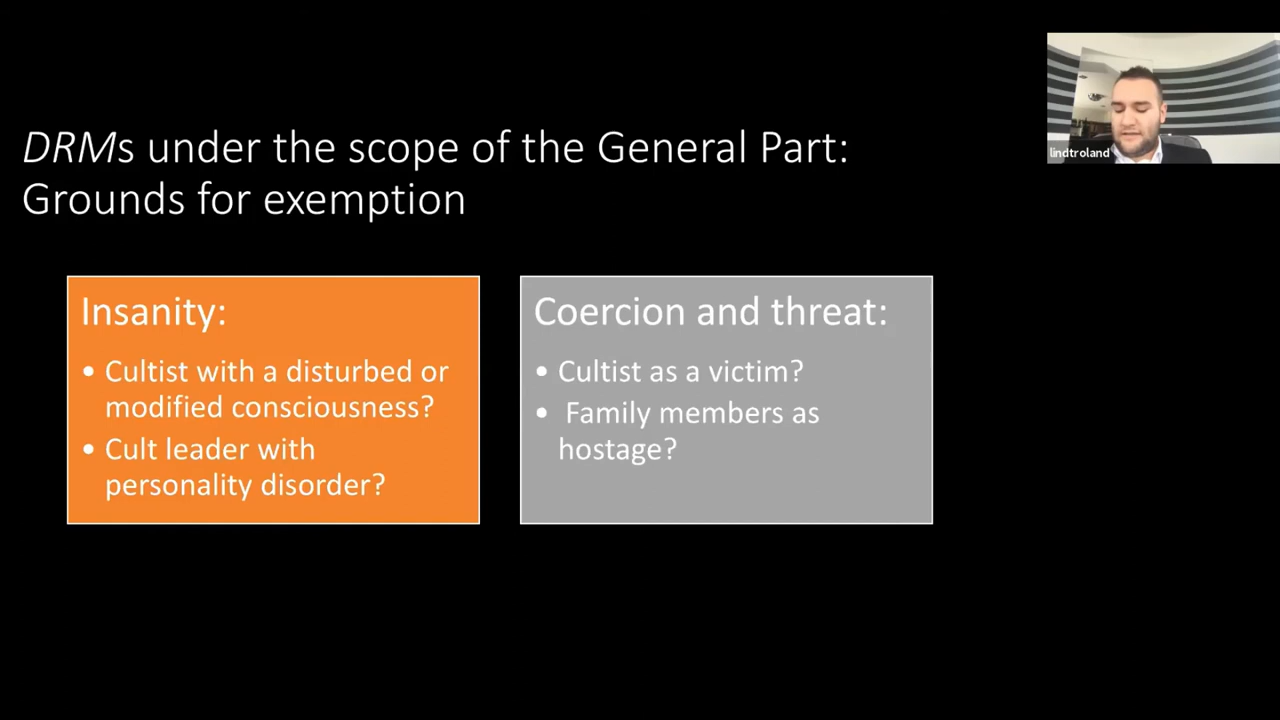 DRMs under the scope of the General Part:
Grounds for exemption
lindtroland
Insanity:
• Cultist with a disturbed or
modified consciousness?
• Cult leader with
personality disorder?
Coercion and threat:
• Cultist as a victim?
• Family members as
hostage?